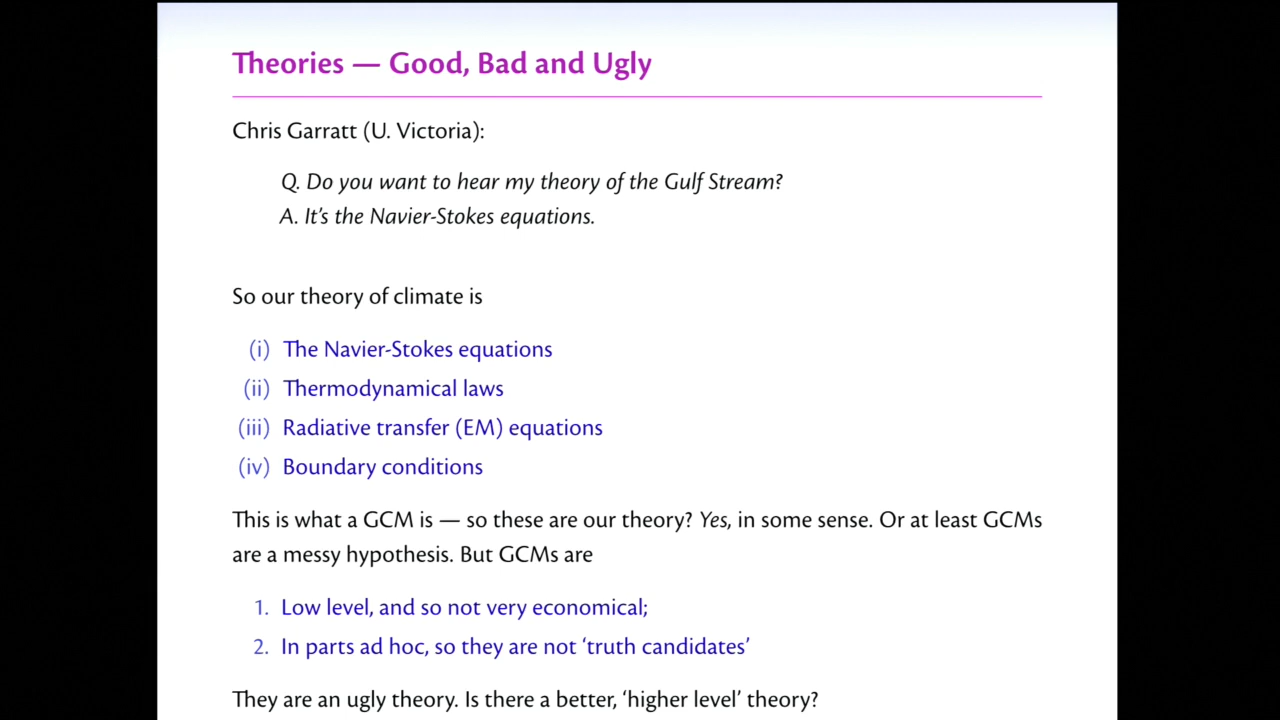 Theories — Good, Bad and Ugly
Chris Garratt (U. Victoria):
Q. Do you want to hear my theory of the Gulf Stream?
A. It's the Navier-Stokes equations.
So our theory of climate is
(i) The Navier-Stokes equations
(ii) Thermodynamical laws
(iii) Radiative transfer (EM) equations
(iv) Boundary conditions
This is what a GCM is — so these are our theory? Yes, in some sense. Or at least GCMs
are a messy hypothesis. But GCMs are
1. Low level, and so not very economical;
2. In parts ad hoc, so they are not ‘truth candidates’
They are an ugly theory. Is there a better, ‘higher level’ theory?